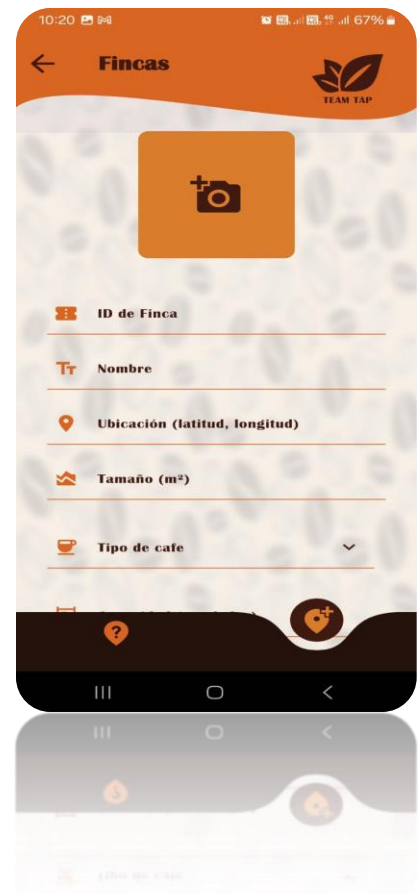 10:20
67%
Fincas
TEAM TAP
ID de Finca
Nombre
Ubicación (latitud, longitud)
Tamaño (m²)
Tipo de cafe